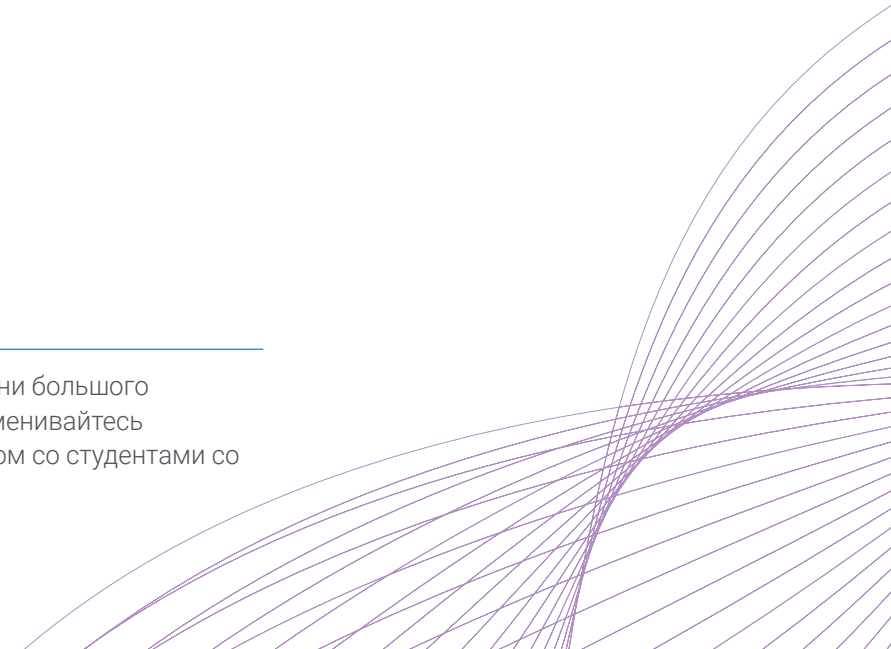 ни большого
менивайтесь
ом со студентами со